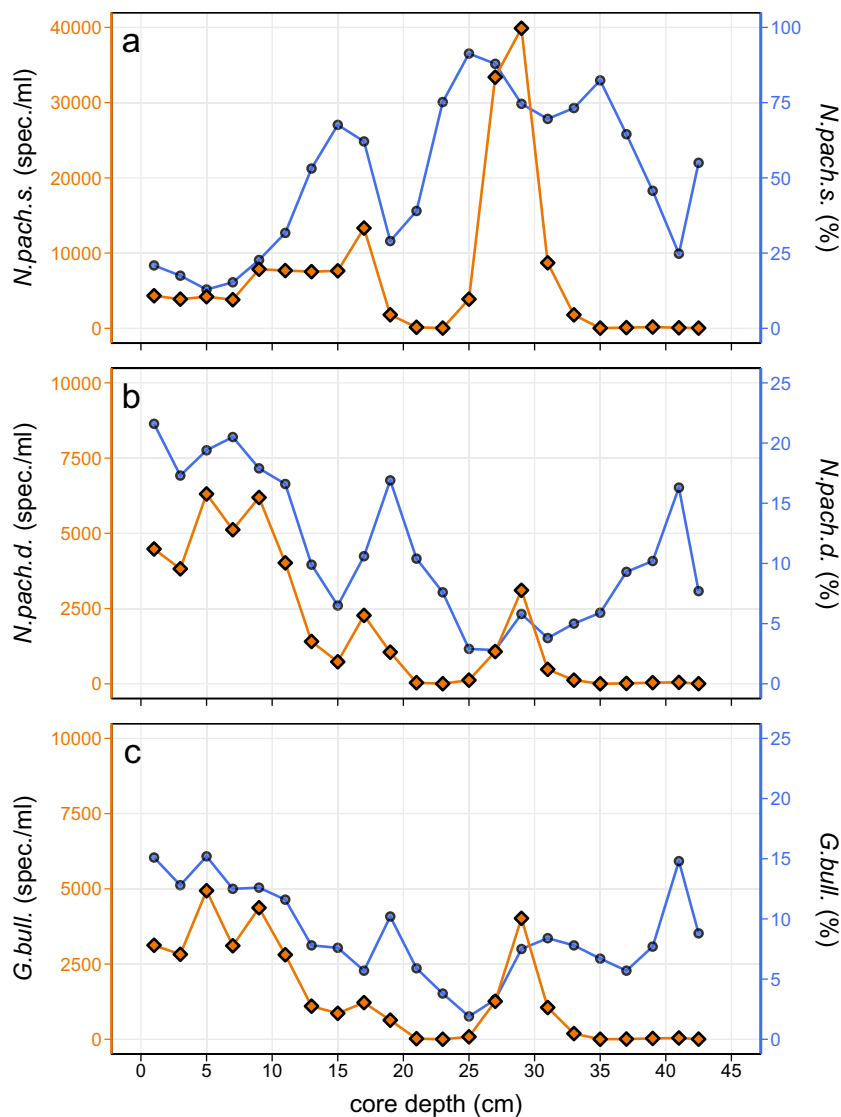 a
40000
30000
20000
10000
0
N.pach.s. (spec./ml)
100
75
50
25
0
N.pach.s. (%)
b
10000
7500
5000
2500
0
N.pach.d. (spec./ml)
25
20
15
10
5
0
N.pach.d. (%)
c
10000
7500
5000
2500
0
G.bull. (spec./ml)
25
20
15
10
5
0
G.bull. (%)
0 5 10 15 20 25 30 35 40 45
core depth (cm)